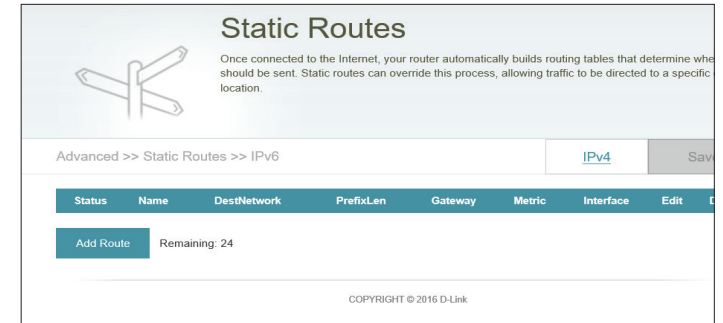 Static Routes
Once connected to the Internet, your router automatically builds routing tables that determine
should be sent. Static routes can override this process, allowing traffic to be directed to a specific
location.
Advanced >> Static Routes >> IPv6
IPv4
Status Name DestNetwork PrefixLen Gateway Metric Interface Edit
Add Route Remaining: 24
COPYRIGHT © 2016 D-Link